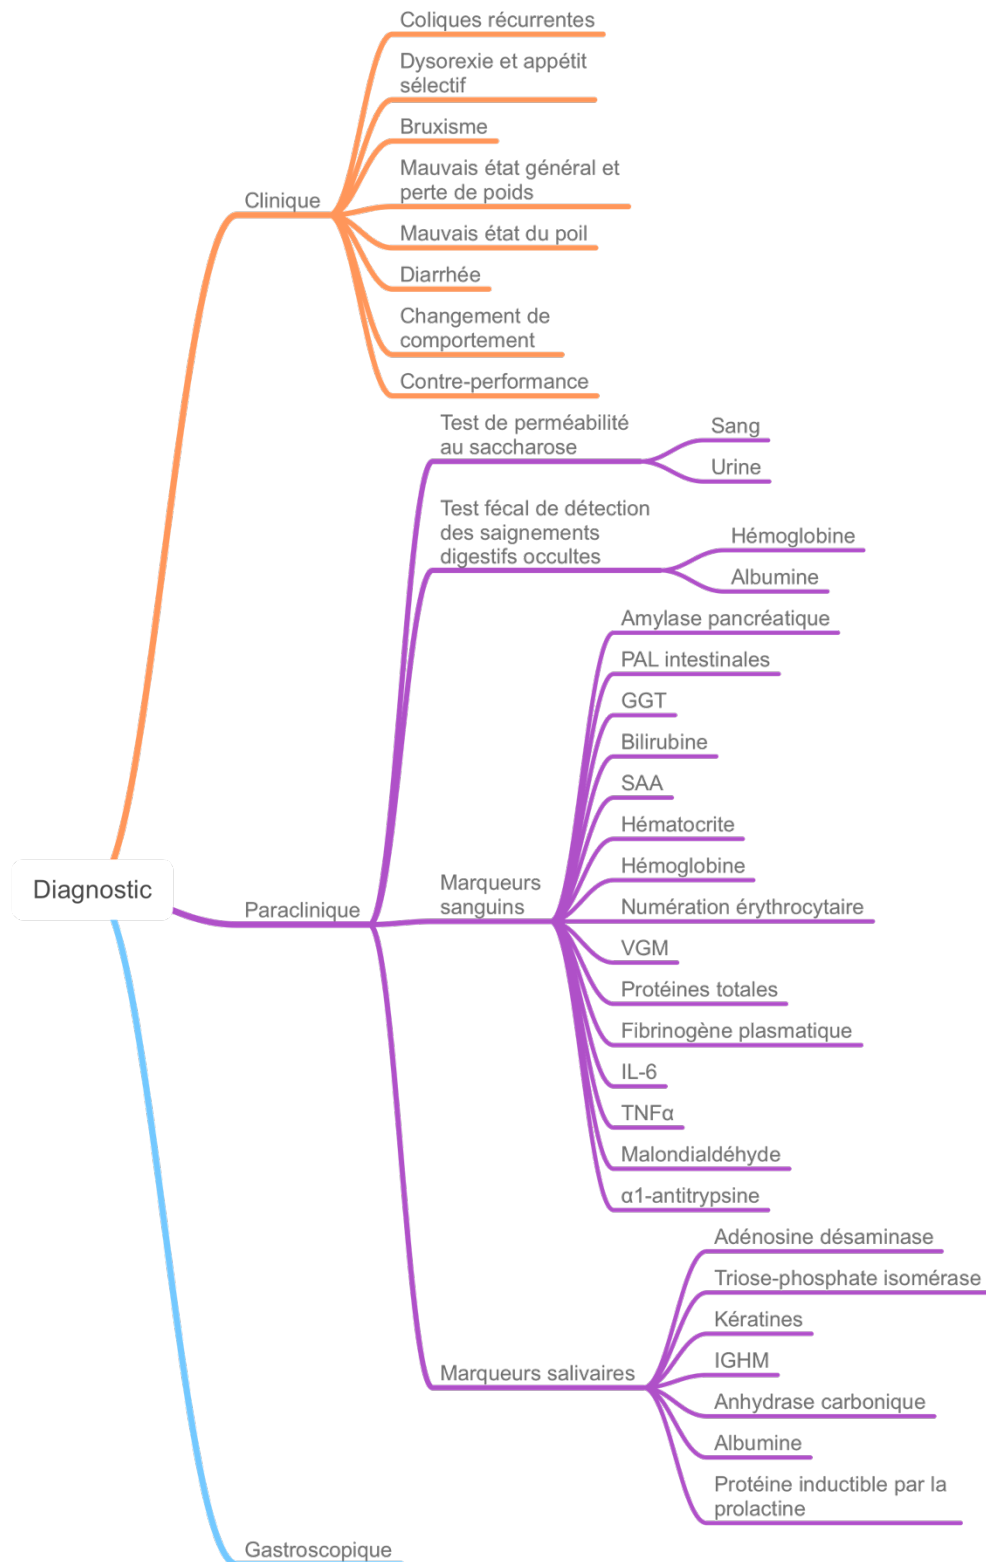 Coliques récurrentes
Dysorexie et appétit
sélectif
Bruxisme
Mauvais état général et
perte de poids
Clinique
Mauvais état du poil
Diarrhée
Changement de
comportement
Contre-performance
Test de perméabilité
au saccharose
Sang
Urine
Test fécal de détection
des saignements
digestifs occultes
Hémoglobine
Albumine
Amylase pancréatique
PAL intestinales
GGT
Bilirubine
SAA
Hématocrite
Hémoglobine
Diagnostic
Paraclinique
Marqueurs
sanguins
Numération érythrocytaire
VGM
Protéines totales
Fibrinogène plasmatique
IL-6
TNFα
Malondialdéhyde
α1-antitrypsine
Adénosine désaminase
Triose-phosphate isomérase
Kératines
IGHM
Marqueurs salivaires
Anhydrase carbonique
Albumine
Protéine inductible par la
prolactine
Gastroscopique